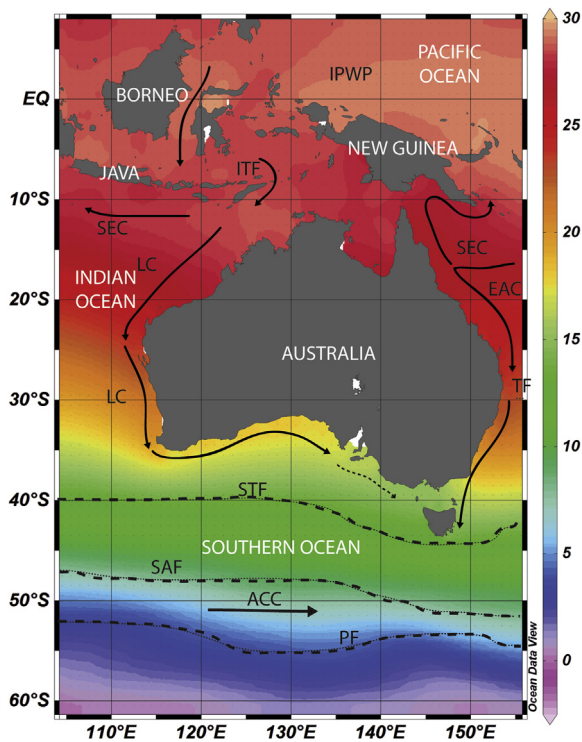 PACIFIC
OCEAN
IPWP
BORNEO
EQ
NEW GUINEA
JAVA
ITF
10°S
SEC
SEC
LC
INDIAN
OCEAN
EAC
20°S
AUSTRALIA
LC
TF
30°S
STF
40°S
SOUTHERN OCEAN
SAF
ACC
50°S
PF
60°S
110°E
120°E
130°E
140°E
150°E
Ocean Data View
30
25
20
15
10
5
0